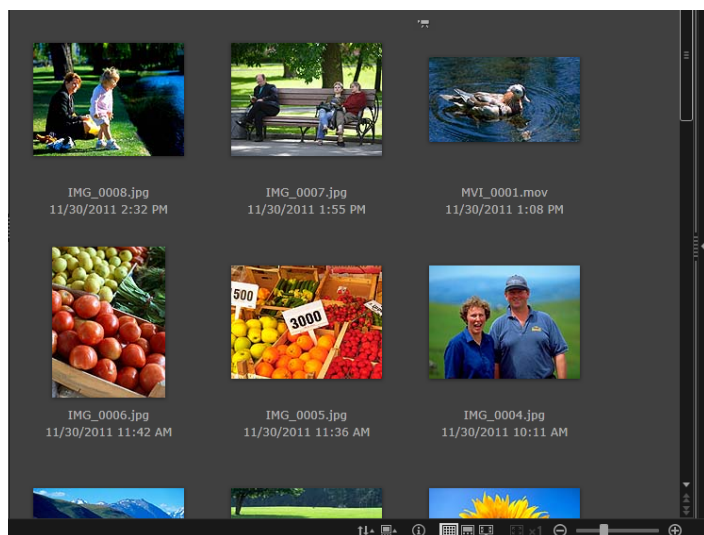 IMG_0008.jpg
11/30/2011 2:32 PM
IMG_0007.jpg
11/30/2011 1:55 PM
MVI_0001.mov
11/30/2011 1:08 PM
1500
3000
IMG_0006.jpg
11/30/2011 11:42 AM
IMG_0005.jpg
11/30/2011 11:36 AM
IMG_0004.jpg
11/30/2011 10:11 AM
×1